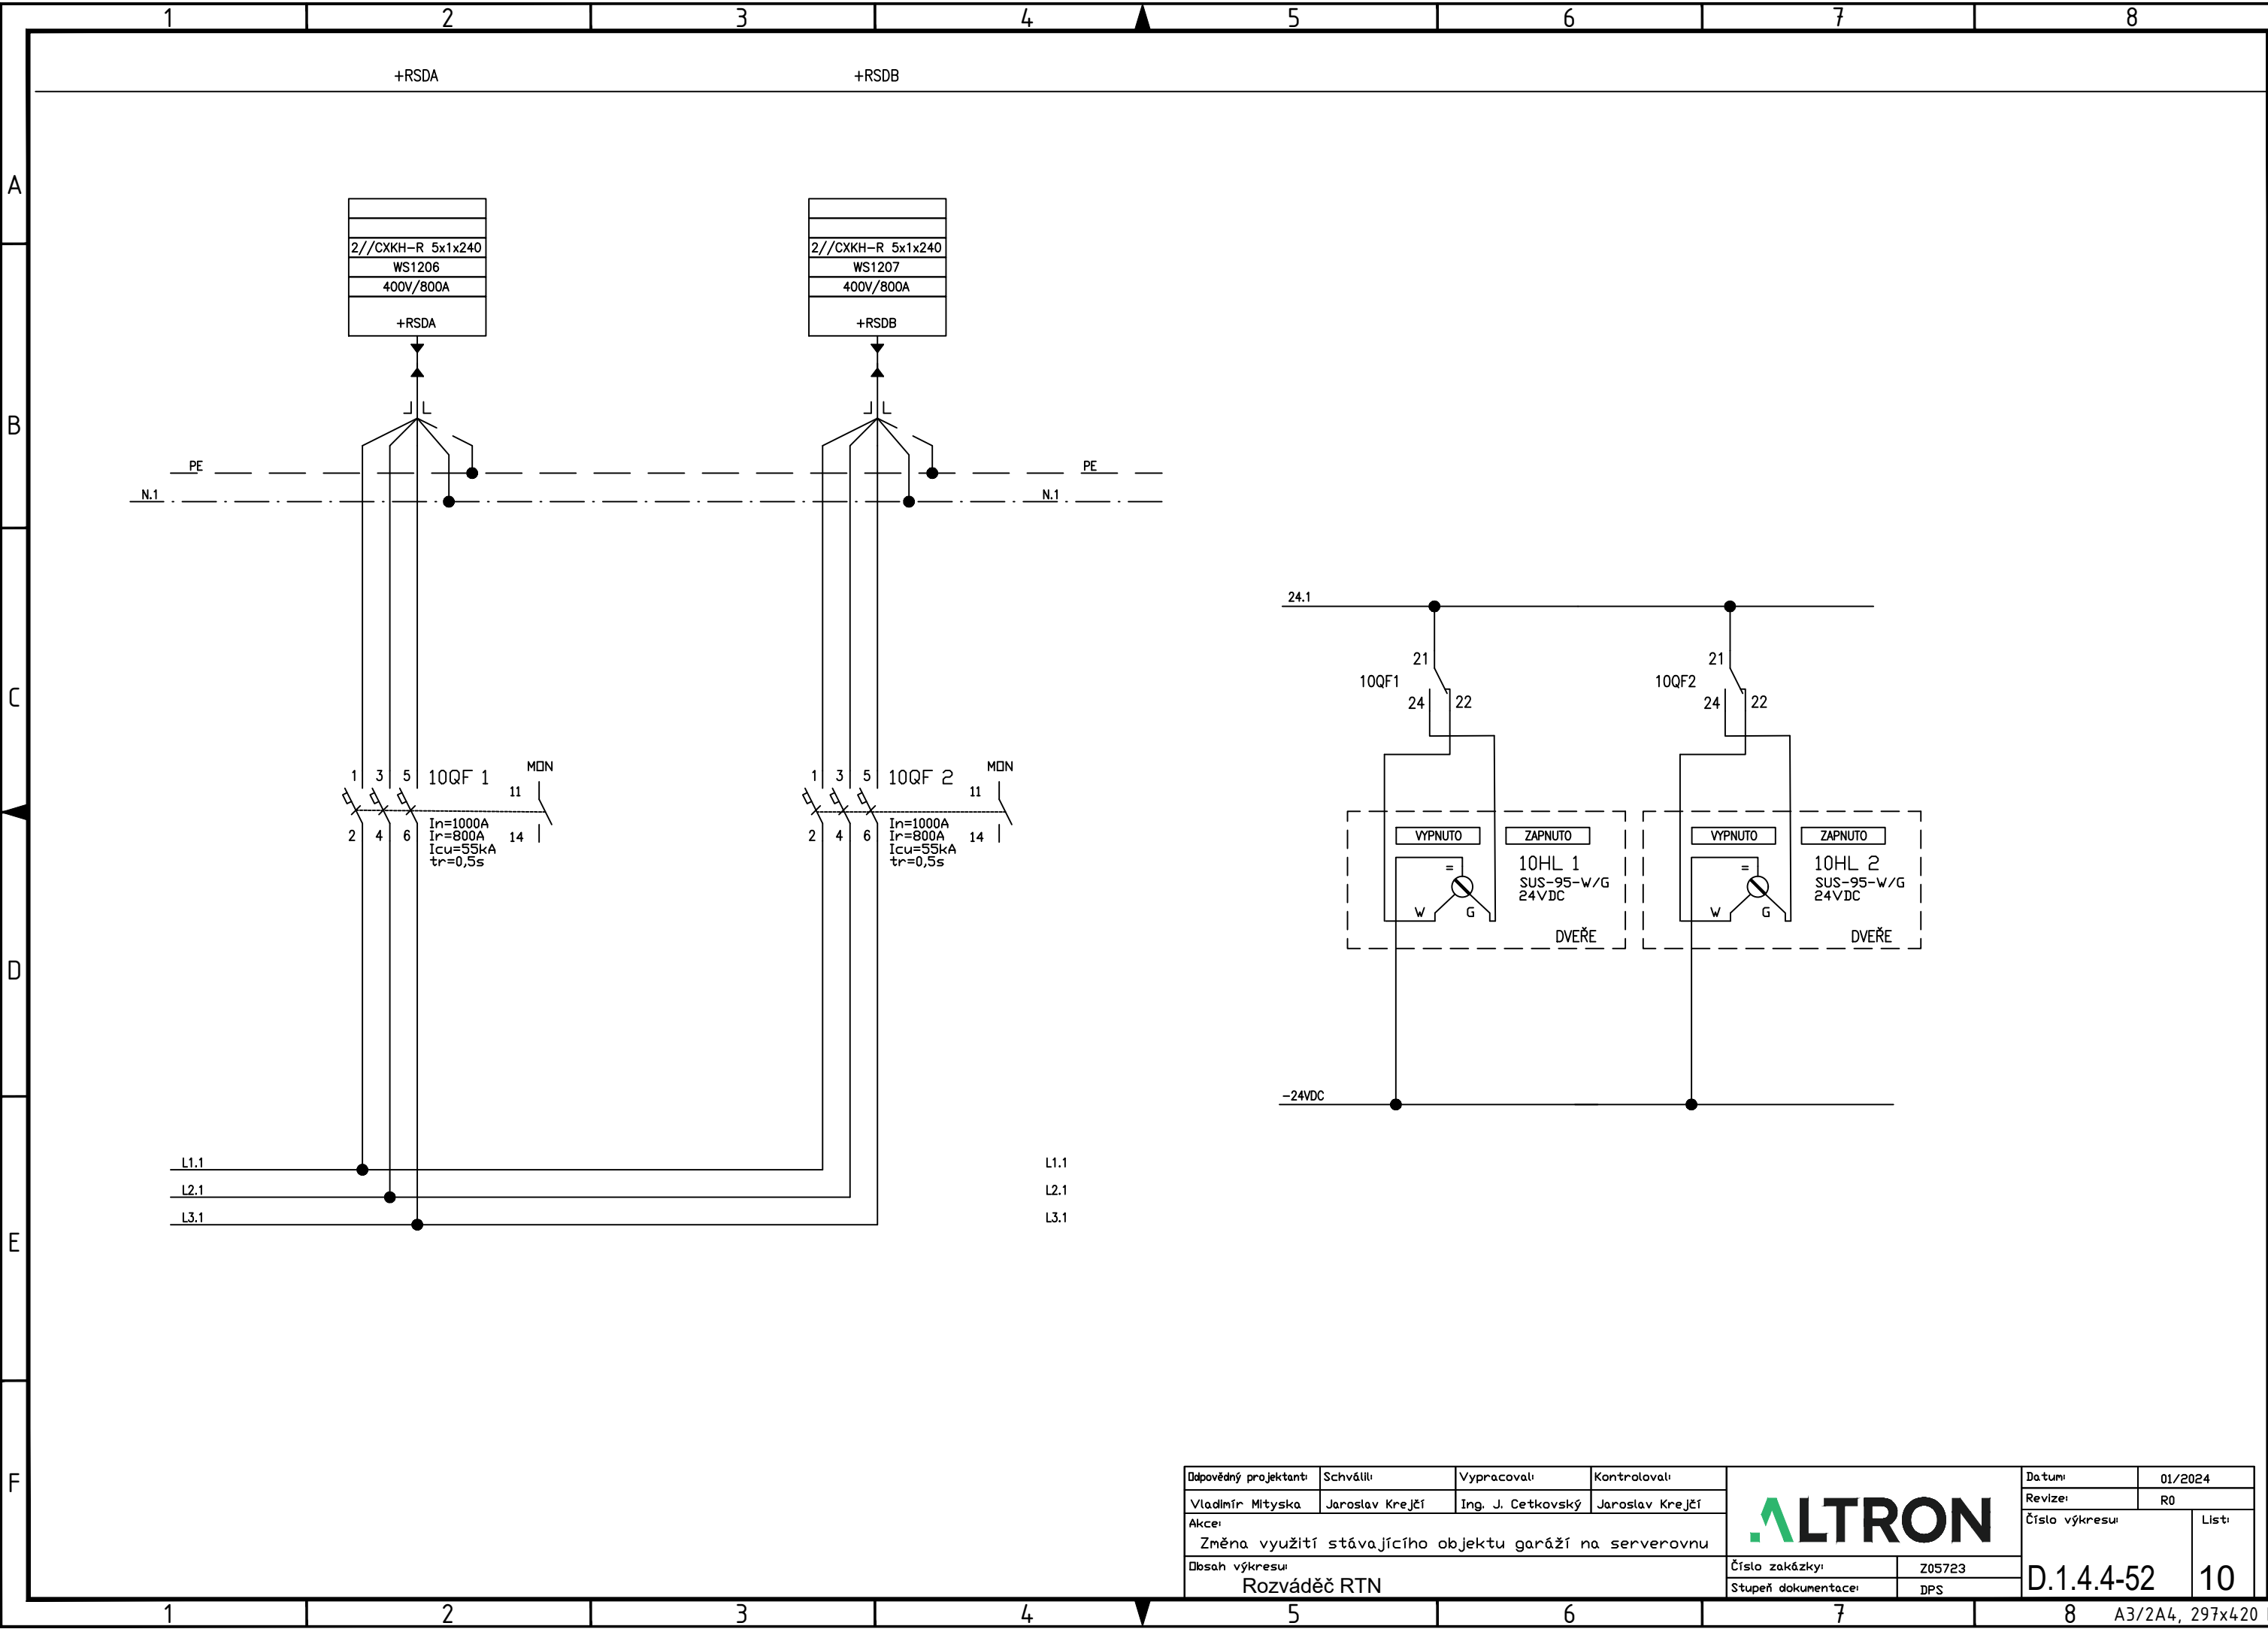 1 2 3 4 5 6 7 8
+RSDA +RSDB
A
2//CXKH-R 5x1x240 2//CXKH-R 5x1x240
WS1206 WS1207
400V/800A 400V/800A
+RSDA +RSDB
B
PE PE
N.1 N.1
24.1
21 21
C
10QF1 10QF2
24 22 24 22
1 3 5 10QF 1 MON 1 3 5 10QF 2 MON
11 11
2 4 6 14 2 4 6 14
In=1000A In=1000A
Ir=800A Ir=800A
Icu=55kA Icu=55kA
tr=0,5s tr=0,5s
VYPNUTO ZAPNUTO VYPNUTO ZAPNUTO
= 10HL 1 = 10HL 2
SUS-95-W/G SUS-95-W/G
24VDC 24VDC
W G W G
DVEŘE DVEŘE
D
-24VDC
L1.1 L1.1
L2.1 L2.1
L3.1 L3.1
E
F
Odpovědný projektant: Schválil: Vypracoval: Kontroloval:
Vladimír Mityska Jaroslav Krejčí Ing. J. Cetkovský Jaroslav Krejčí
Akce:
Změna využití stávajícího objektu garáží na serverovnu
Obsah výkresu:
Rozváděč RTN
ALTRON
Číslo zakázky: Z05723
Stupeň dokumentace: DPS
Datum: 01/2024
Revize: R0
Číslo výkresu: List:
D.1.4.4-52 10
1 2 3 4 5 6 7 8
A3/2A4, 297x420